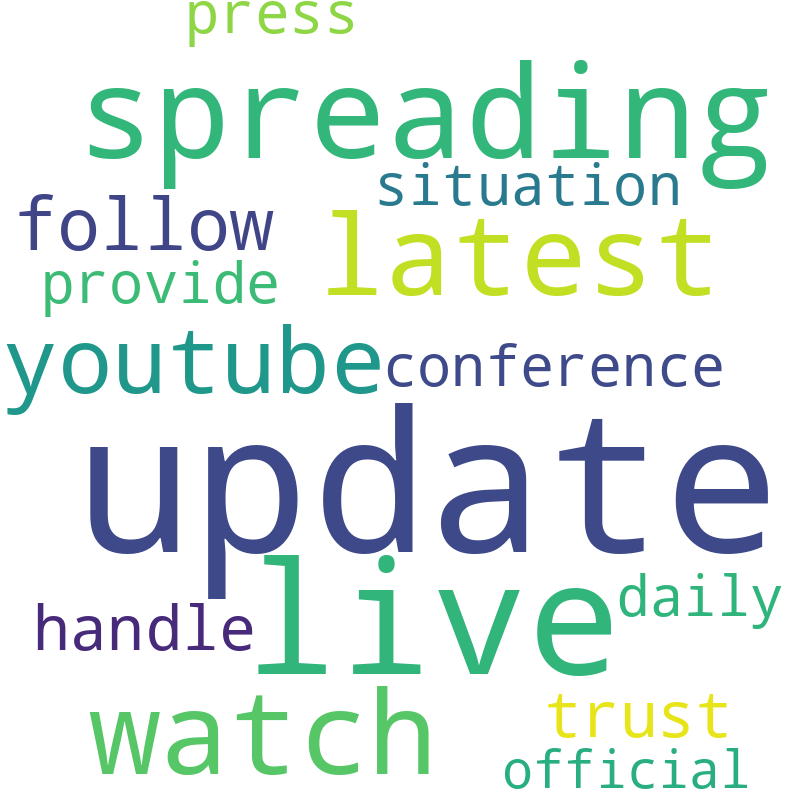 press
spreading
situation
follow latest
provide
youtube conference
update
live daily
handle
watch trust
official